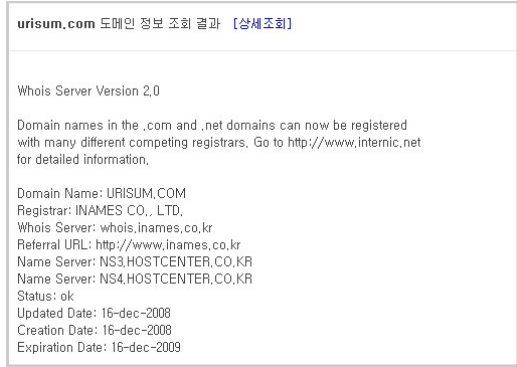 urisum.com 도메인 정보 조회 결과 [상세조회]
Whois Server Version 2.0
Domain names in the .com and .net domains can now be registered
with many different competing registrars. Go to http://www.internic.net
for detailed information.
Domain Name: URISUM.COM
Registrar: INAMES CO., LTD.
Whois Server: whois.inames.co.kr
Referral URL: http://www.inames.co.kr
Name Server: NS3.HOSTCENTER.CO.KR
Name Server: NS4.HOSTCENTER.CO.KR
Status: ok
Updated Date: 16-dec-2008
Creation Date: 16-dec-2008
Expiration Date: 16-dec-2009